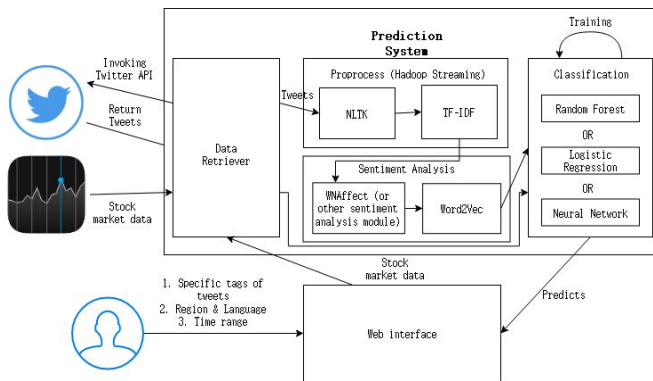 Training
Prediction
System
Invoking
Twitter API
Proprocess (Hadoop Streaming)
Classification
Tweets
NLTK
TF-IDF
Random Forest
Return
Tweets
OR
Data
Retriever
Logistic
Regression
Sentiment Analysis
OR
WNAffect (or
other sentiment
analysis module)
Word2Vec
Neural Network
Stock
market data
Stock
market data
1. Specific tags of
tweets
2. Region & Language
3. Time range
Predicts
Web interface